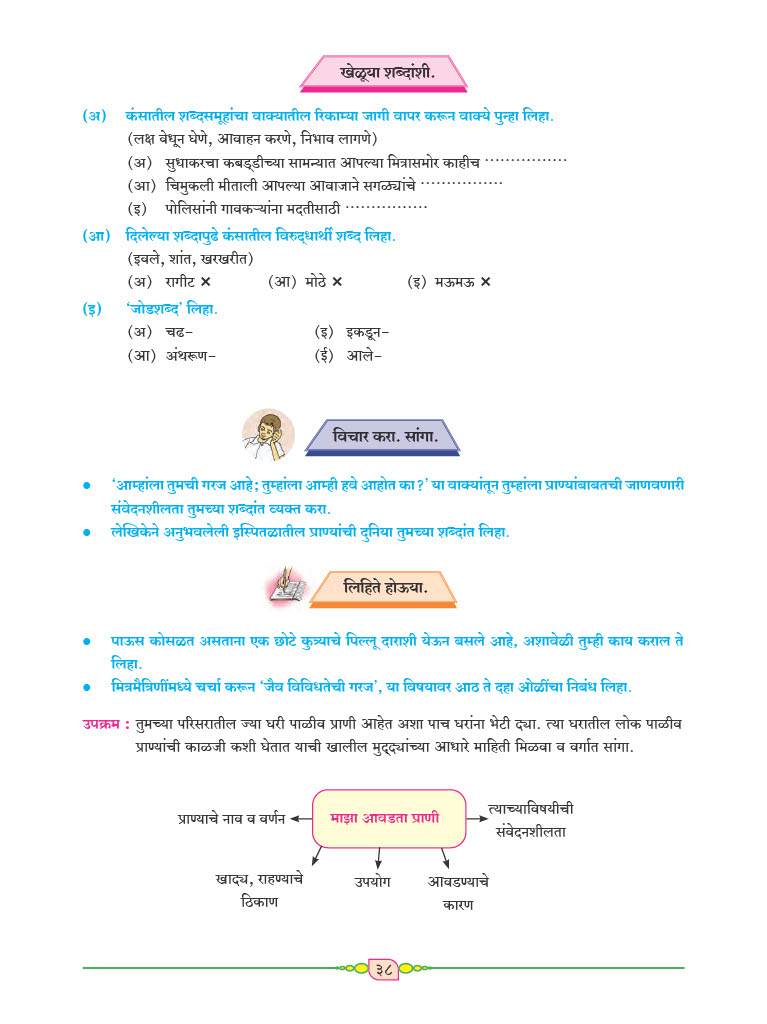 खेळूया शब्दांशी.
(अ) कंसातील शब्दसमूहांचा वाक्यातील रिकाम्या जागी वापर करून वाक्ये पुन्हा लिहा.
(लक्ष वेधून घेणे, आवाहन करणे, निभाव लागणे)
(अ) सुधाकरचा कबड्डीच्या सामन्यात आपल्या मित्रासमोर काहीच ................
(आ) चिमुकली मीताली आपल्या आवाजाने सगळ्यांचे ................
(इ) पोलिसांनी गावकऱ्यांना मदतीसाठी ................
(आ) दिलेल्या शब्दापुढे कंसातील विरुद्धार्थी शब्द लिहा.
(इवले, शांत, खरखरीत)
(अ) रागीट × (आ) मोठे × (इ) मऊमऊ ×
(इ) ‘जोडशब्द’ लिहा.
(अ) चढ– (इ) इकडून–
(आ) अंथरूण– (ई) आले–
विचार करा. सांगा.
● ‘आम्हांला तुमची गरज आहे; तुम्हांला आम्ही हवे आहोत का?’ या वाक्यांतून तुम्हांला प्राण्यांबाबतची जाणवणारी
संवेदनशीलता तुमच्या शब्दांत व्यक्त करा.
● लेखिकेने अनुभवलेली इस्पितळातील प्राण्यांची दुनिया तुमच्या शब्दांत लिहा.
लिहिते होऊया.
● पाऊस कोसळत असताना एक छोटे कुत्र्याचे पिल्लू दाराशी येऊन बसले आहे, अशावेळी तुम्ही काय कराल ते
लिहा.
● मित्रमैत्रिणींमध्ये चर्चा करून ‘जैव विविधतेची गरज’, या विषयावर आठ ते दहा ओळींचा निबंध लिहा.
उपक्रम : तुमच्या परिसरातील ज्या घरी पाळीव प्राणी आहेत अशा पाच घरांना भेटी द्या. त्या घरातील लोक पाळीव
प्राण्यांची काळजी कशी घेतात याची खालील मुद्द्यांच्या आधारे माहिती मिळवा व वर्गात सांगा.
प्राण्याचे नाव व वर्णन
माझा आवडता प्राणी
त्याच्याविषयीची
संवेदनशीलता
खाद्य, राहण्याचे
ठिकाण
उपयोग
आवडण्याचे
कारण
३८